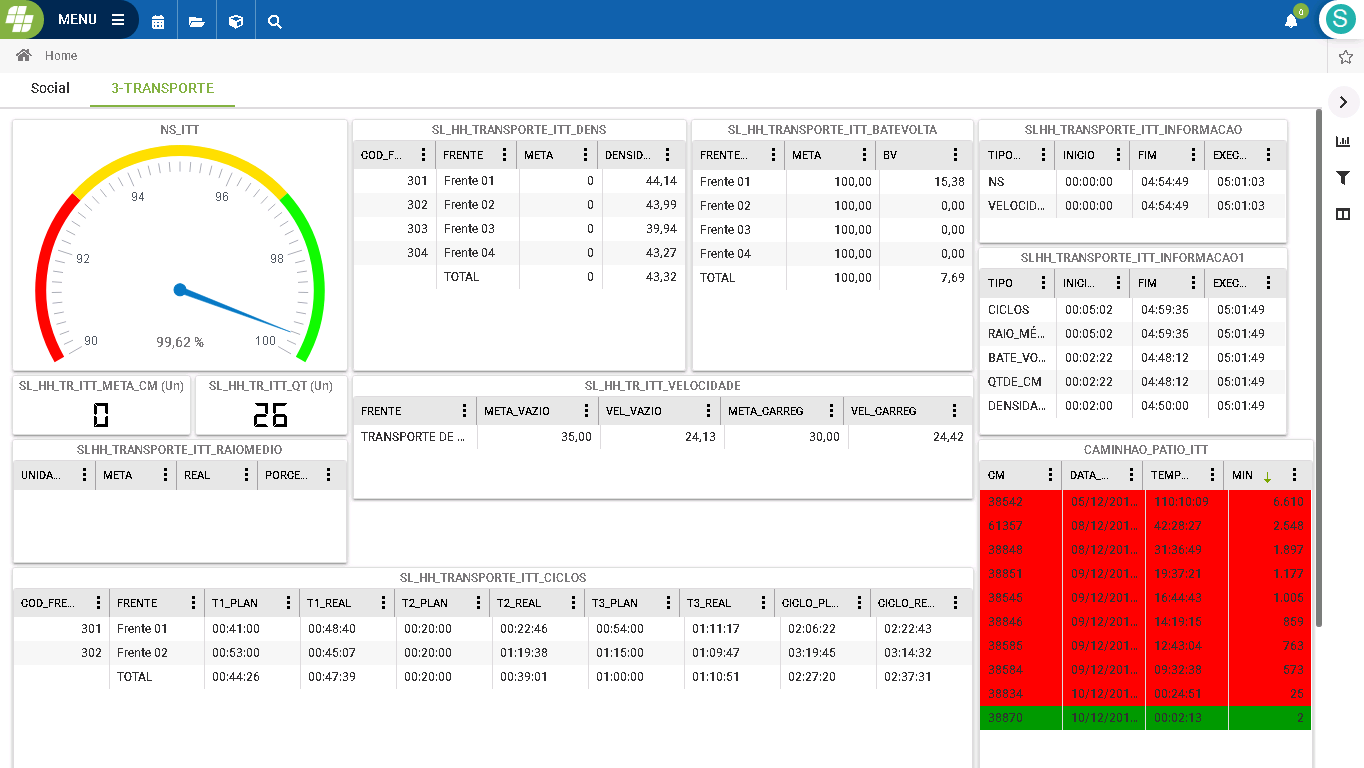 MENU
0
S
Home
Social
3-TRANSPORTE
NS_ITT
94
96
92
98
90
100
99,62 %
SL_HH_TR_ITT_META_CM (Un)
0
SL_HH_TR_ITT_QT (Un)
26
SLHH_TRANSPORTE_ITT_RAIOMEDIO
UNIDA... META REAL PORCE...
SL_HH_TRANSPORTE_ITT_DENS
COD_F... FRENTE META DENSID...
301 Frente 01 0 44,14
302 Frente 02 0 43,99
303 Frente 03 0 39,94
304 Frente 04 0 43,27
TOTAL 0 43,32
SL_HH_TRANSPORTE_ITT_BATEVOLTA
FRENTE... META BV
Frente 01 100,00 15,38
Frente 02 100,00 0,00
Frente 03 100,00 0,00
Frente 04 100,00 0,00
TOTAL 100,00 7,69
SL_HH_TR_ITT_VELOCIDADE
FRENTE META_VAZIO VEL_VAZIO META_CARREG VEL_CARREG
TRANSPORTE DE ... 35,00 24,13 30,00 24,42
SLHH_TRANSPORTE_ITT_INFORMACAO
TIPO... INICIO FIM EXEC...
NS 00:00:00 04:54:49 05:01:03
VELOCID... 00:00:00 04:54:49 05:01:03
SLHH_TRANSPORTE_ITT_INFORMACAO1
TIPO INICI... FIM EXEC...
CICLOS 00:05:02 04:59:35 05:01:49
RAIO_MÉ... 00:05:02 04:59:35 05:01:49
BATE_VO... 00:02:22 04:48:12 05:01:49
QTDE_CM 00:02:22 04:48:12 05:01:49
DENSIDA... 00:02:00 04:50:00 05:01:49
SL_HH_TRANSPORTE_ITT_CICLOS
COD_FRE... FRENTE T1_PLAN T1_REAL T2_PLAN T2_REAL T3_PLAN T3_REAL CICLO_PL... CICLO_RE...
301 Frente 01 00:41:00 00:48:40 00:20:00 00:22:46 00:54:00 01:11:17 02:06:22 02:22:43
302 Frente 02 00:53:00 00:45:07 00:20:00 01:19:38 01:15:00 01:09:47 03:19:45 03:14:32
TOTAL 00:44:26 00:47:39 00:20:00 00:39:01 01:00:00 01:10:51 02:27:20 02:37:31
CAMINHAO_PATIO_ITT
CM DATA_... TEMP... MIN
38542 05/12/201... 110:10:09 6.610
51357 08/12/201... 42:28:27 2.548
38848 08/12/201... 31:36:49 1.897
38851 09/12/201... 19:37:21 1.177
38545 09/12/201... 16:44:43 1.005
38846 09/12/201... 14:19:15 859
38585 09/12/201... 12:43:04 763
38584 09/12/201... 09:32:38 573
38834 10/12/201... 00:24:51 25
38870 10/12/201... 00:02:13 2